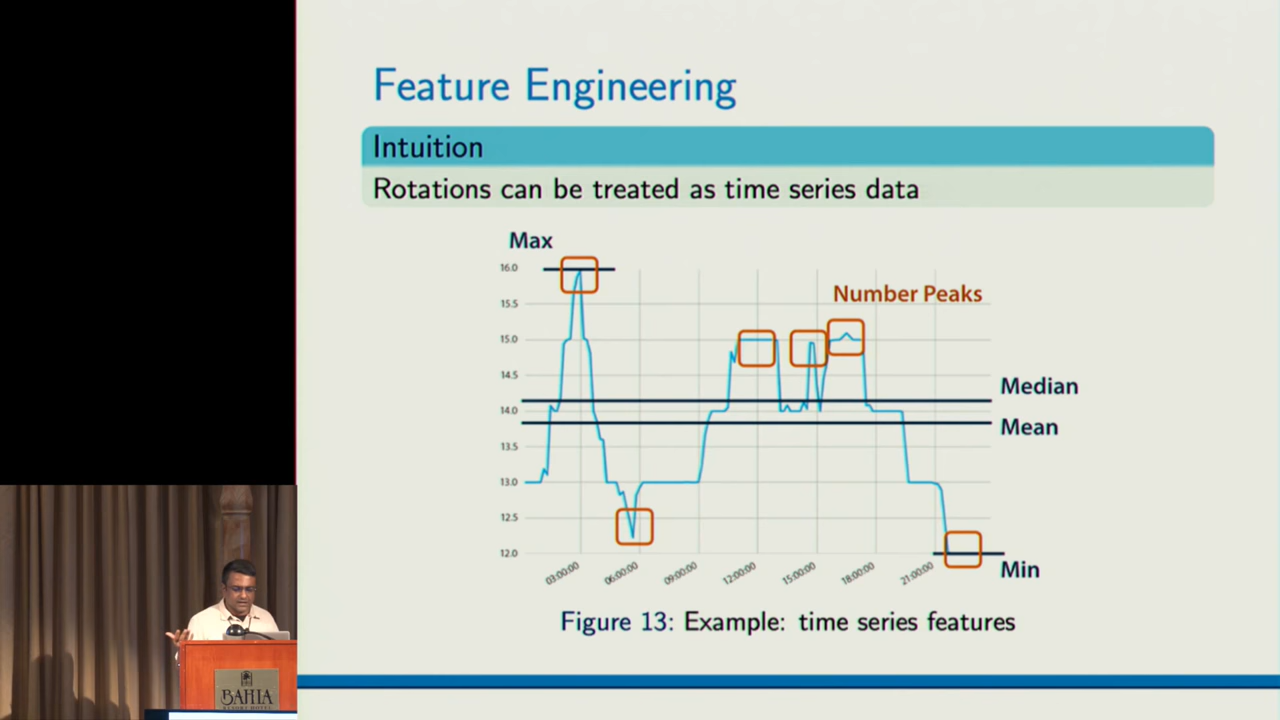 Feature Engineering
Intuition
Rotations can be treated as time series data
Max
16.0
15.5
15.0
14.5
14.0
13.5
13.0
12.5
12.0
Number Peaks
Median
Mean
Min
03:00:00
06:00:00
09:00:00
12:00:00
15:00:00
18:00:00
21:00:00
Figure 13: Example: time series features
BAHIA
RESORT HOTEL